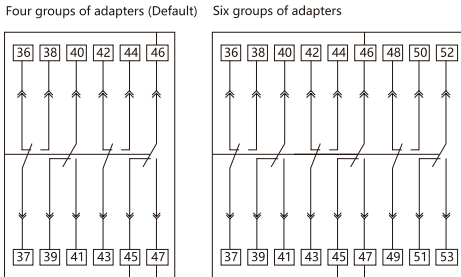 Four groups of adapters (Default) Six groups of adapters
36 38 40 42 44 46 36 38 40 42 44 46 48 50 52
37 39 41 43 45 47 37 39 41 43 45 47 49 51 53